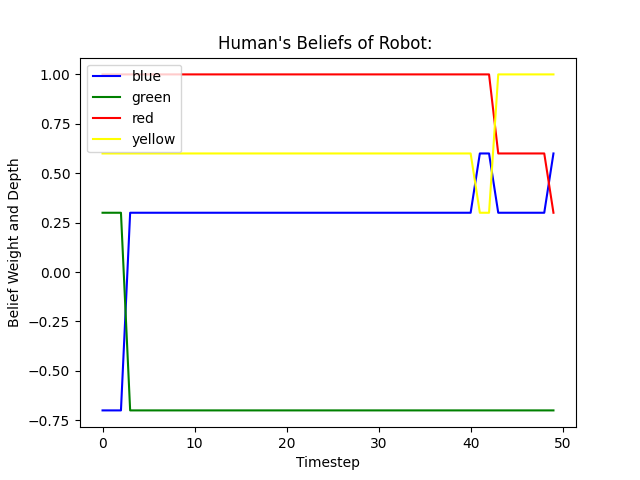 Human's Beliefs of Robot:
Belief Weight and Depth
1.00
0.75
0.50
0.25
0.00
−0.25
−0.50
−0.75
blue
green
red
yellow
0
10
20
30
40
50
Timestep